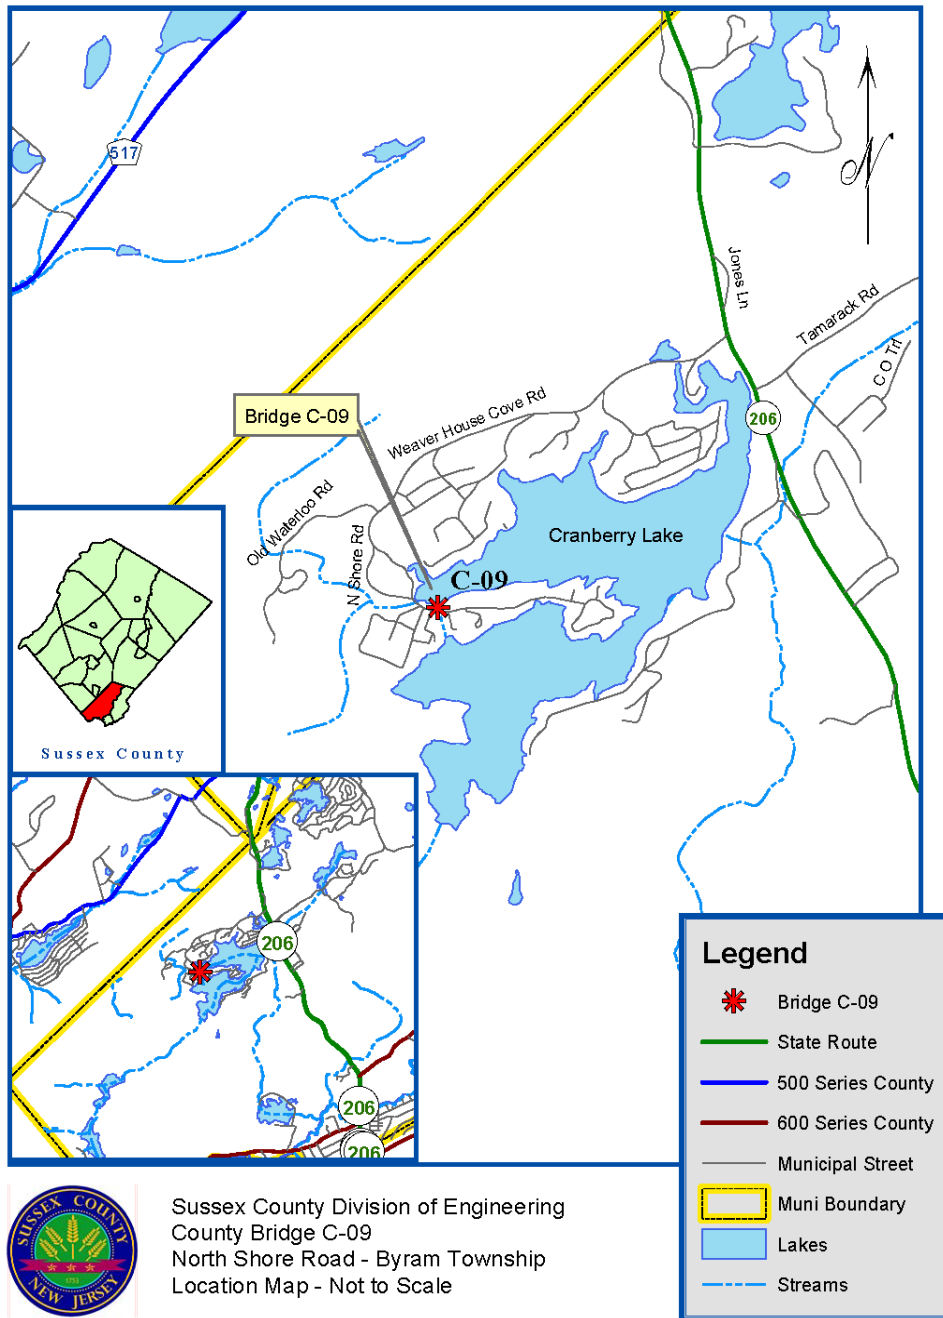 517
N
Jones Ln
Tamarack Rd
C O Trl
206
Bridge C-09
Weaver House Cove Rd
Old Waterloo Rd
N Shore Rd
Cranberry Lake
C-09
Sussex County
206
206
206
Legend
Bridge C-09
State Route
500 Series County
600 Series County
Municipal Street
Muni Boundary
Lakes
Streams
SUSSEX COUNTY
1753
NEW JERSEY
Sussex County Division of Engineering
County Bridge C-09
North Shore Road - Byram Township
Location Map - Not to Scale